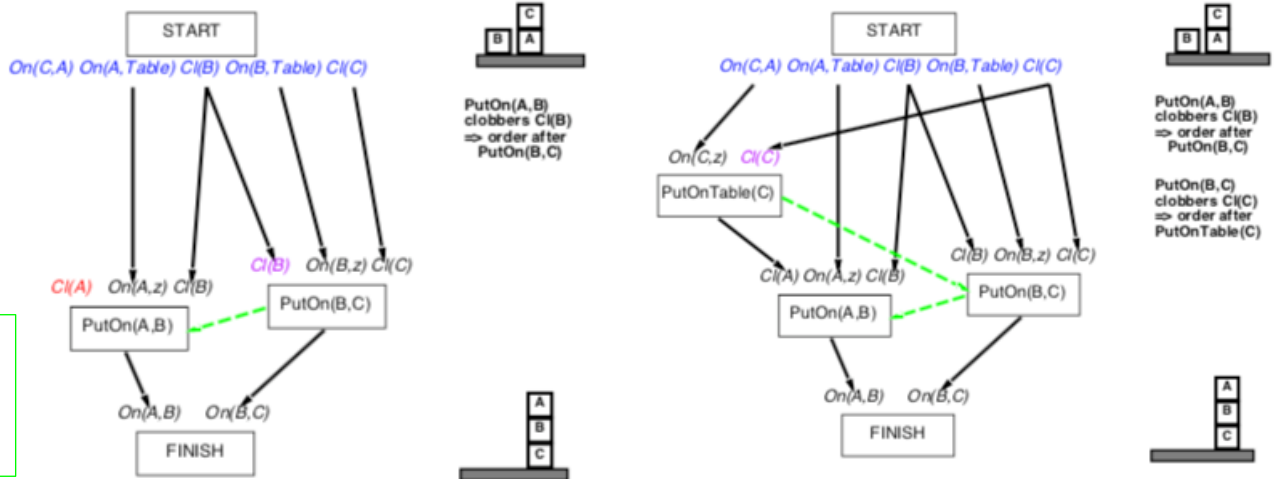 START
On(C,A) On(A,Table) Cl(B) On(B,Table) Cl(C)
Cl(A) On(A,z) Cl(B)
Cl(B) On(B,z) Cl(C)
PutOn(A,B)
PutOn(B,C)
On(A,B) On(B,C)
FINISH
C
B A
PutOn(A,B)
clobbers Cl(B)
=> order after
PutOn(B,C)
A
B
C
START
On(C,A) On(A,Table) Cl(B) On(B,Table) Cl(C)
On(C,z) Cl(C)
PutOnTable(C)
Cl(A) On(A,z) Cl(B)
Cl(B) On(B,z) Cl(C)
PutOn(A,B)
PutOn(B,C)
On(A,B) On(B,C)
FINISH
C
B A
PutOn(A,B)
clobbers Cl(B)
=> order after
PutOn(B,C)
PutOn(B,C)
clobbers Cl(C)
=> order after
PutOnTable(C)
A
B
C